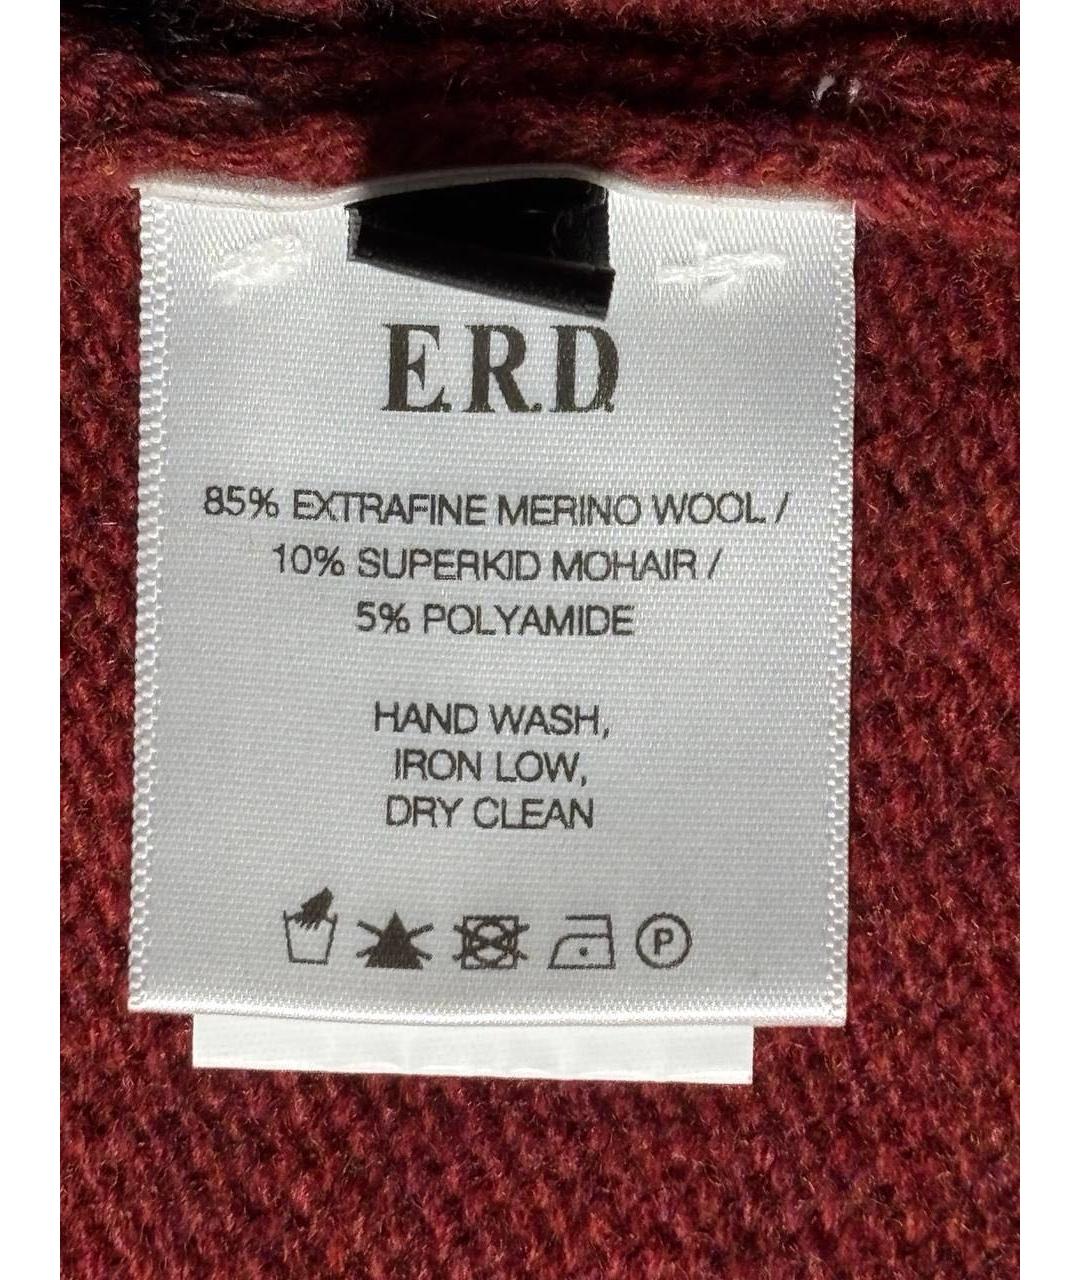 E.R.D.
85% EXTRAFINE MERINO WOOL /
10% SUPERKID MOHAIR /
5% POLYAMIDE
HAND WASH,
IRON LOW,
DRY CLEAN
P